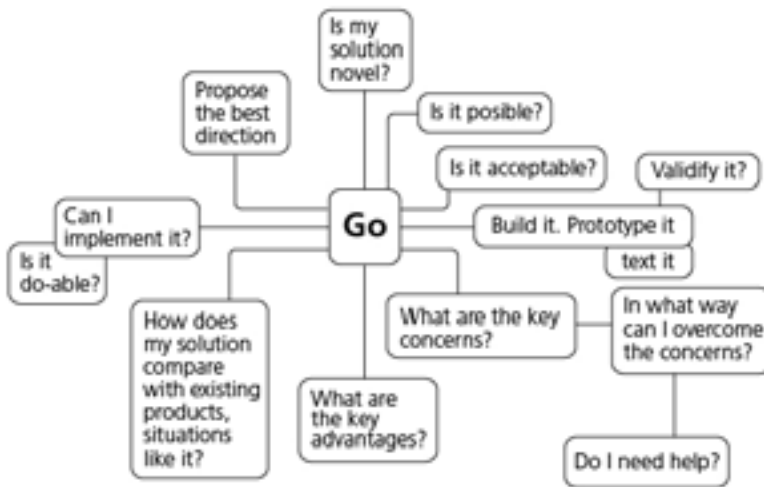 Is my
solution
novel?
Propose
the best
direction
Is it posible?
Is it acceptable?
Validify it?
Can I
implement it?
Go
Build it. Prototype it
Is it
do-able?
text it
How does
my solution
compare
with existing
products,
situations
like it?
What are
the key
advantages?
What are the key
concerns?
In what way
can I overcome
the concerns?
Do I need help?